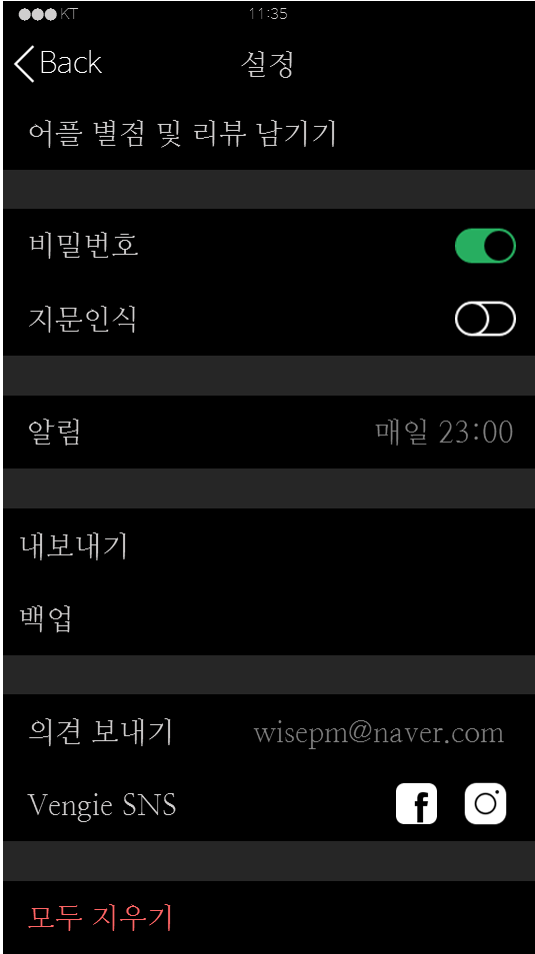 KT 11:35
Back 설정
어플 별점 및 리뷰 남기기
비밀번호
지문인식
알림 매일 23:00
내보내기
백업
의견 보내기 wisepm@naver.com
Vengie SNS
모두 지우기